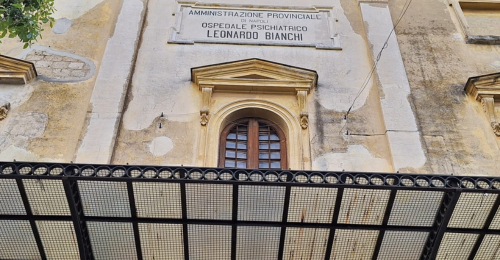 AMMINISTRAZIONE PROVINCIALE
DI NAPOLI
OSPEDALE PSICHIATRICO
LEONARDO BIANCHI